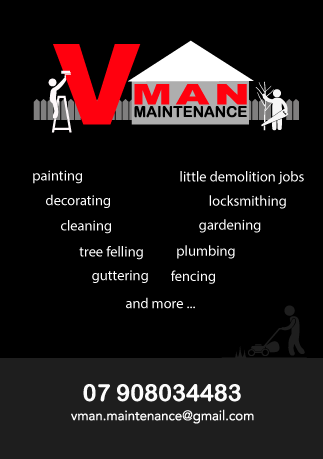 VMAN
MAINTENANCE
painting
little demolition jobs
decorating
locksmithing
cleaning
gardening
tree felling
plumbing
guttering
fencing
and more ...
07 908034483
vman.maintenance@gmail.com